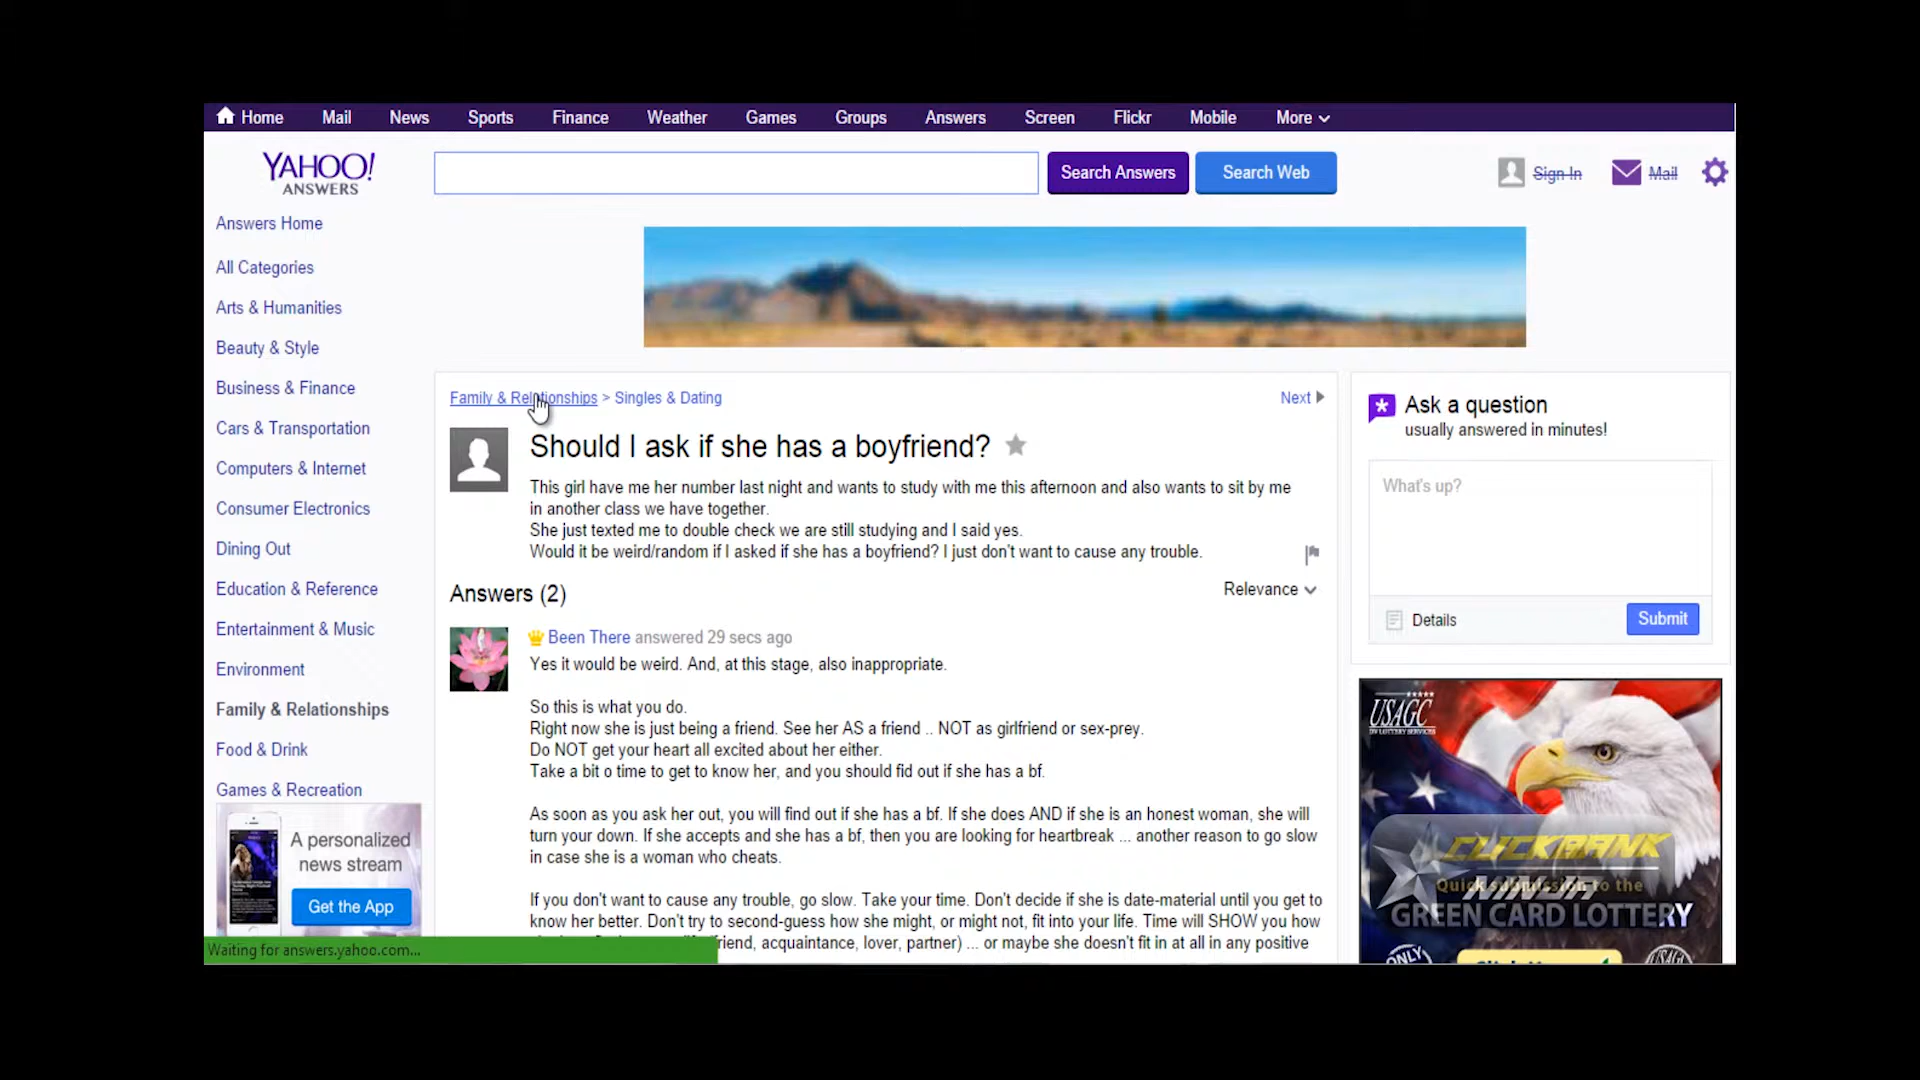 Home Mail News Sports Finance Weather Games Groups Answers Screen Flickr Mobile More
YAHOO!
ANSWERS
Search Answers
Search Web
Sign In
Mail
Answers Home
All Categories
Arts & Humanities
Beauty & Style
Business & Finance
Cars & Transportation
Computers & Internet
Consumer Electronics
Dining Out
Education & Reference
Entertainment & Music
Environment
Family & Relationships
Food & Drink
Games & Recreation
A personalized
news stream
Get the App
Waiting for answers.yahoo.com...
Family & Relationships > Singles & Dating
Next
Should I ask if she has a boyfriend?
This girl have me her number last night and wants to study with me this afternoon and also wants to sit by me
in another class we have together.
She just texted me to double check we are still studying and I said yes.
Would it be weird/random if I asked if she has a boyfriend? I just don't want to cause any trouble.
Answers (2)
Relevance
Been There answered 29 secs ago
Yes it would be weird. And, at this stage, also inappropriate.
So this is what you do.
Right now she is just being a friend. See her AS a friend .. NOT as girlfriend or sex-prey.
Do NOT get your heart all excited about her either.
Take a bit o time to get to know her, and you should fid out if she has a bf.
As soon as you ask her out, you will find out if she has a bf. If she does AND if she is an honest woman, she will
turn your down. If she accepts and she has a bf, then you are looking for heartbreak ... another reason to go slow
in case she is a woman who cheats.
If you don't want to cause any trouble, go slow. Take your time. Don't decide if she is date-material until you get to
know her better. Don't try to second-guess how she might, or might not, fit into your life. Time will SHOW you how
friend, acquaintance, lover, partner) ... or maybe she doesn't fit in at all in any positive
Ask a question
usually answered in minutes!
What's up?
Details
Submit
USAGC
DV LOTTERY SERVICES
CLICKBANK
NINJA
Quick submission to the
GREEN CARD LOTTERY
ONLY
USAGC